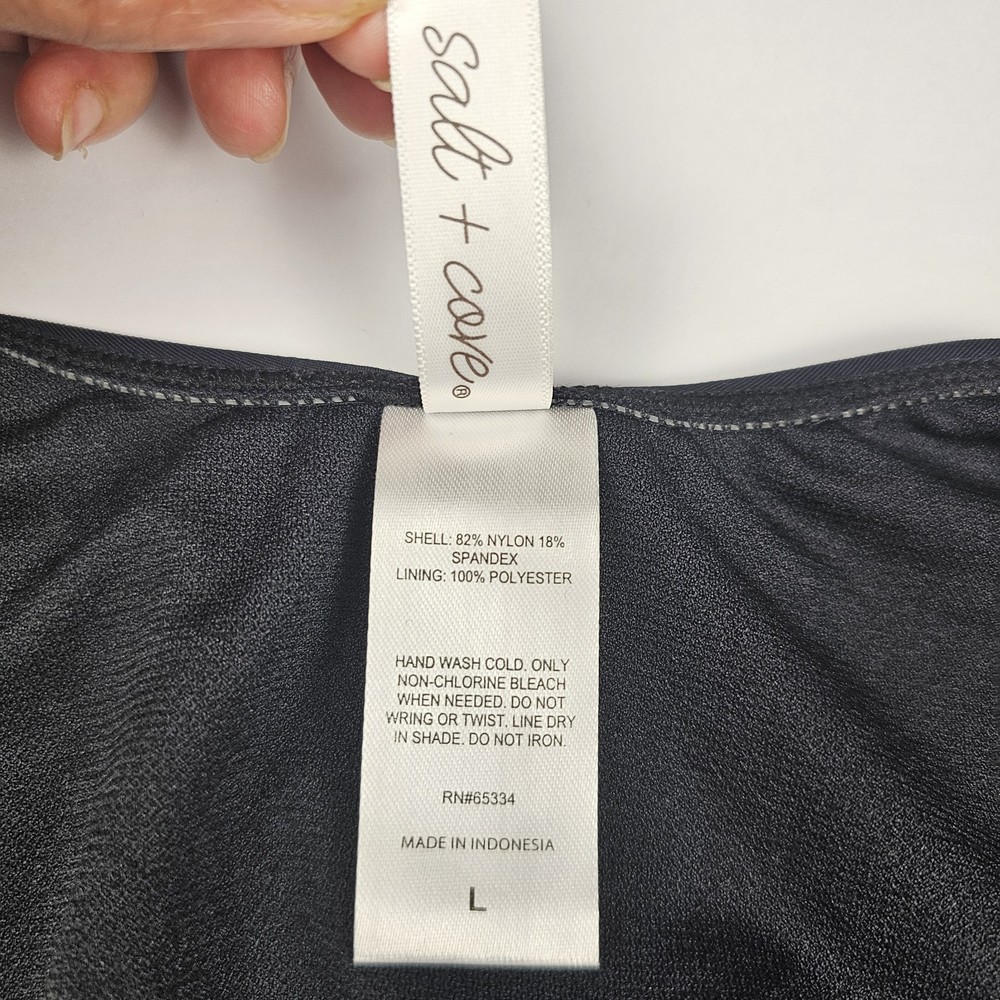 salt + cove®
SHELL: 82% NYLON 18%
SPANDEX
LINING: 100% POLYESTER
HAND WASH COLD. ONLY
NON-CHLORINE BLEACH
WHEN NEEDED. DO NOT
WRING OR TWIST. LINE DRY
IN SHADE. DO NOT IRON.
RN#65334
MADE IN INDONESIA
L